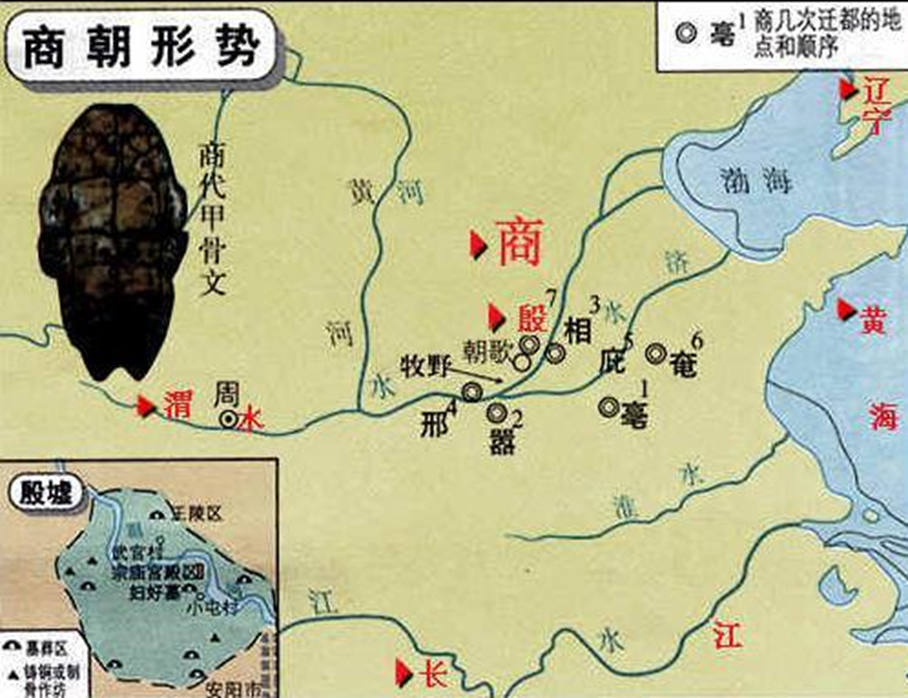 商朝形势
亳1 商几次迁都的地
点和顺序
辽宁
商代甲骨文
黄河
渤海
商
济
水
殷7
相3
朝歌
牧野
庇5
奄6
黄
海
河
水
渭
周
水
邢4
嚣2
亳1
淮水
殷墟
王陵区
洹
武官村
宗庙宫殿区
妇好墓
小屯村
河
墓葬区
铸铜或制
骨作坊
安阳市
江
水
江
长